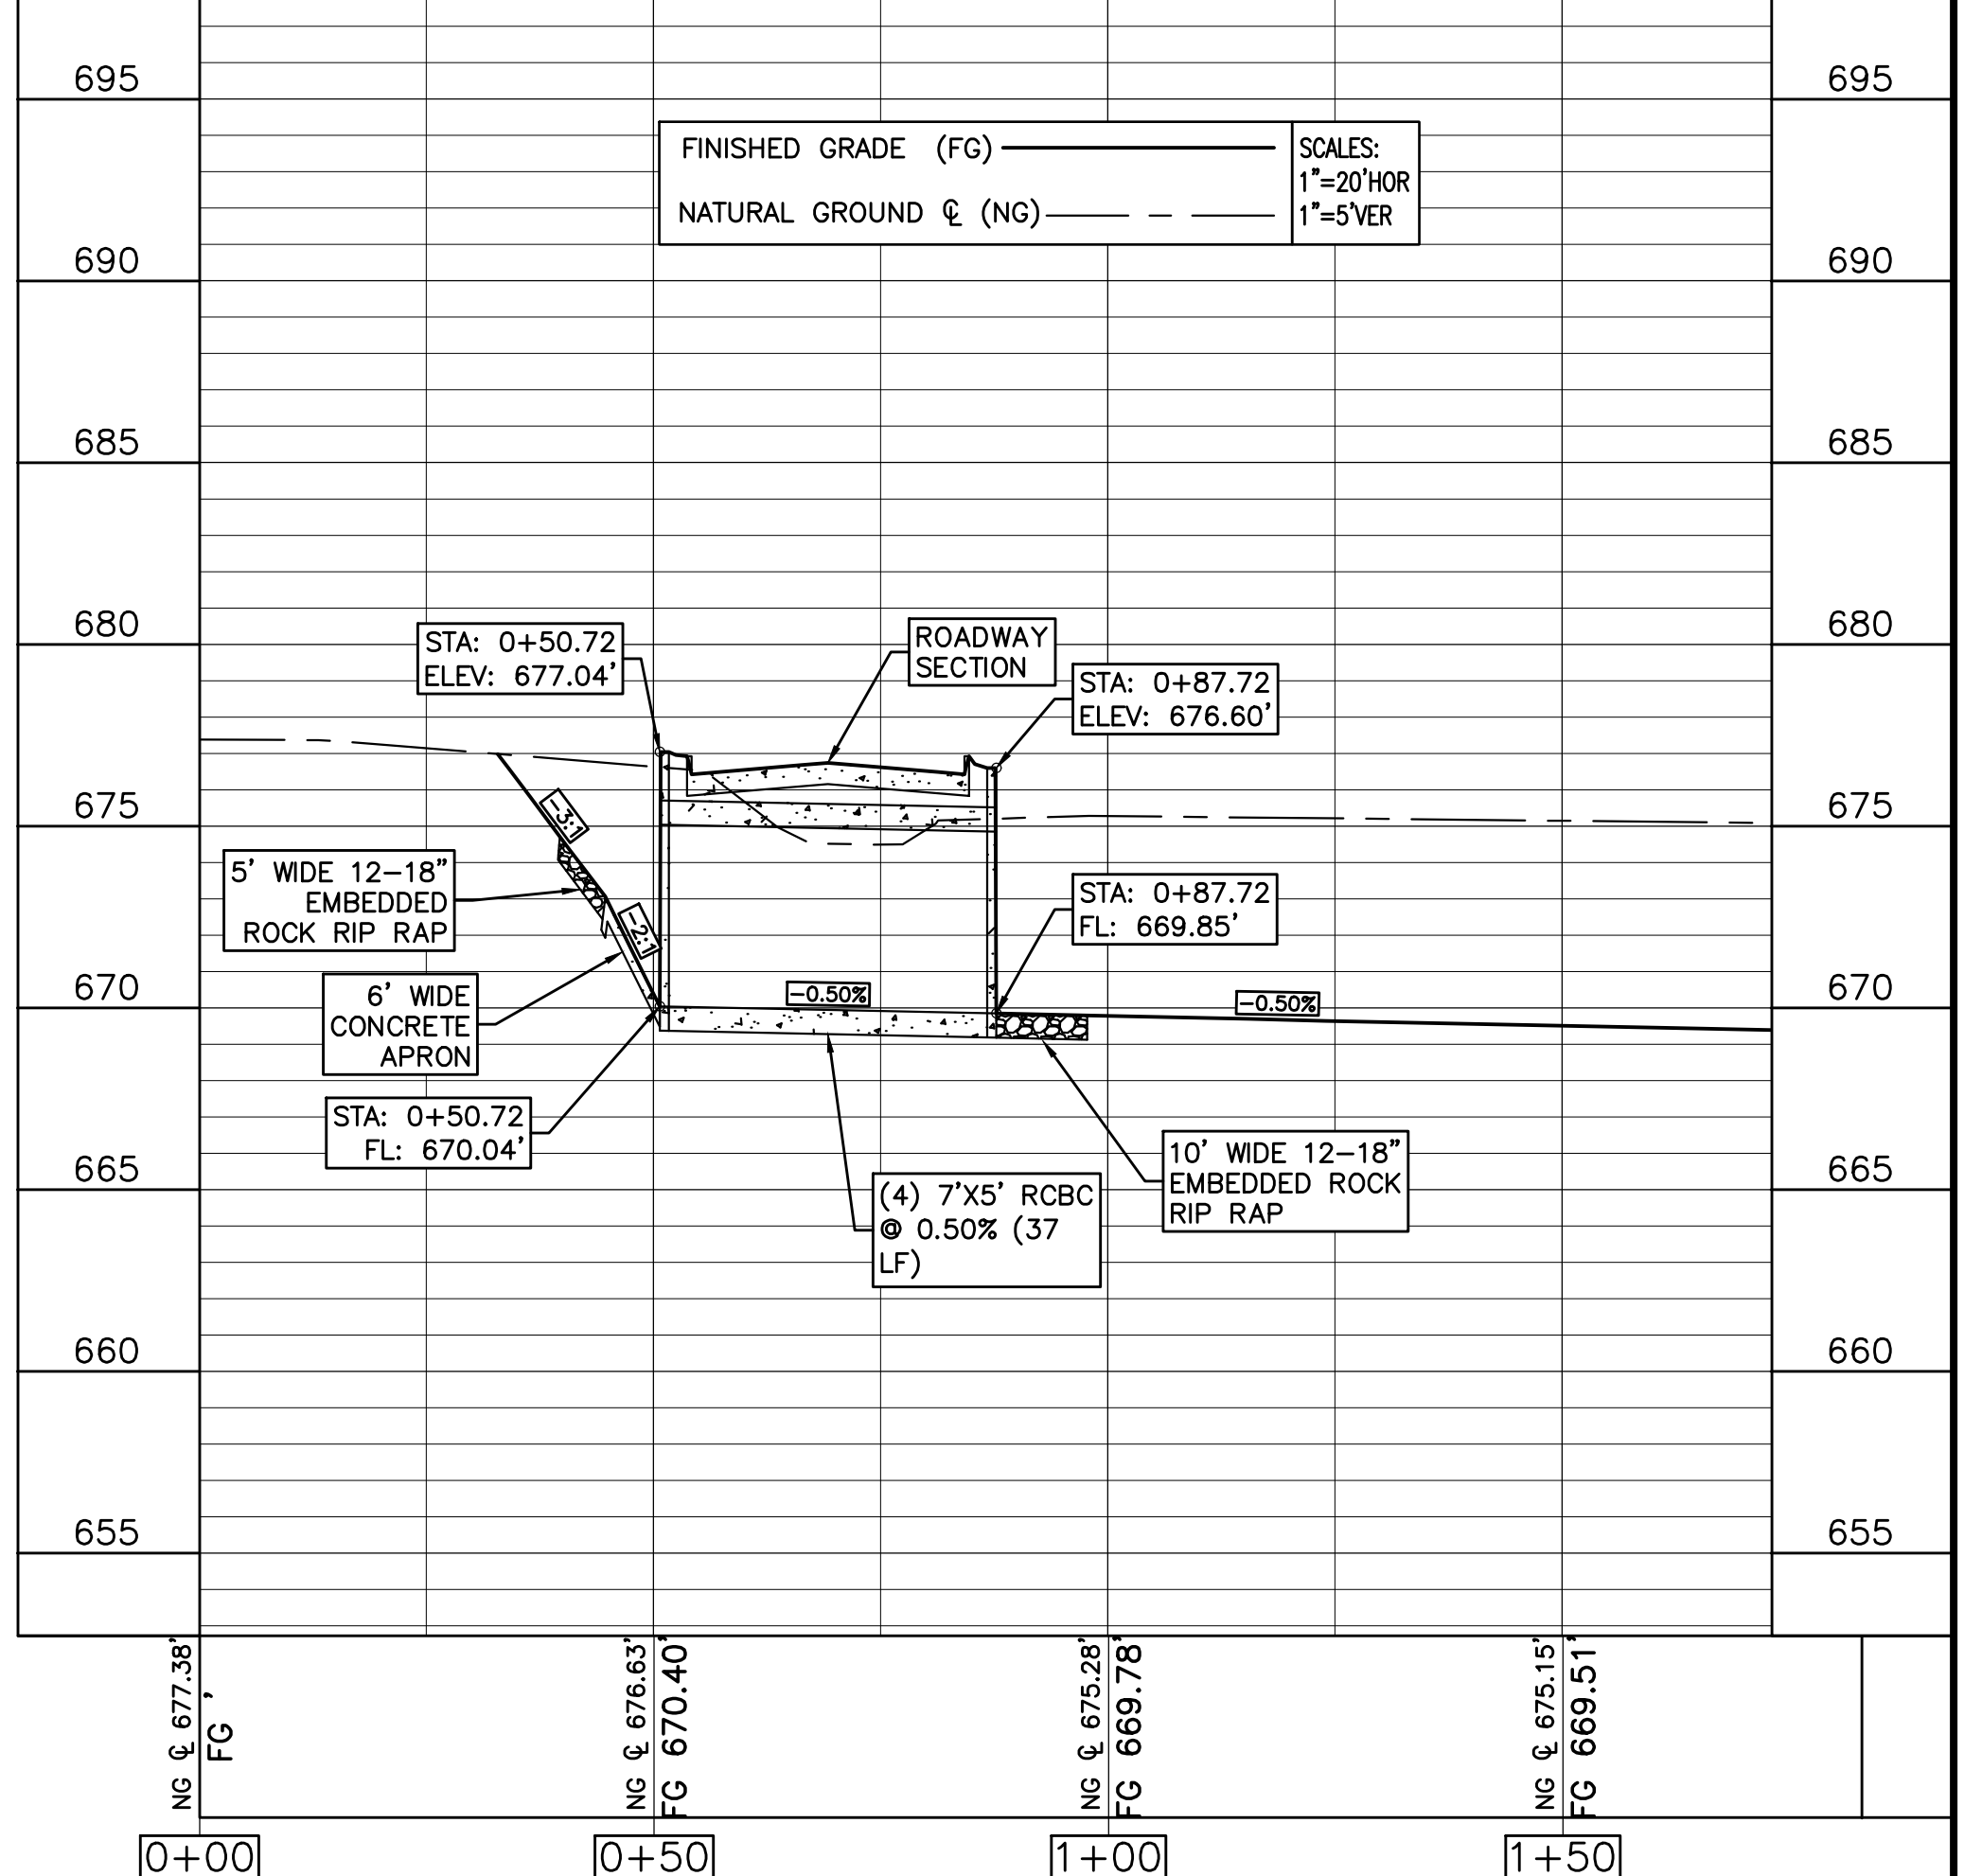 695
695
FINISHED GRADE (FG)
NATURAL GROUND ℄ (NG)
SCALES:
1"=20'HOR
1"=5'VER
690
690
685
685
680
680
STA: 0+50.72
ELEV: 677.04'
ROADWAY
SECTION
STA: 0+87.72
ELEV: 676.60'
675
675
-3:1
5' WIDE 12-18"
EMBEDDED
ROCK RIP RAP
-2:1
STA: 0+87.72
FL: 669.85'
670
670
6' WIDE
CONCRETE
APRON
-0.50%
-0.50%
STA: 0+50.72
FL: 670.04'
665
665
(4) 7'X5' RCBC
@ 0.50% (37
LF)
10' WIDE 12-18"
EMBEDDED ROCK
RIP RAP
660
660
655
655
NG ℄ 677.38'
FG '
NG ℄ 676.63'
FG 670.40'
NG ℄ 675.28'
FG 669.78'
NG ℄ 675.15'
FG 669.51'
0+00
0+50
1+00
1+50